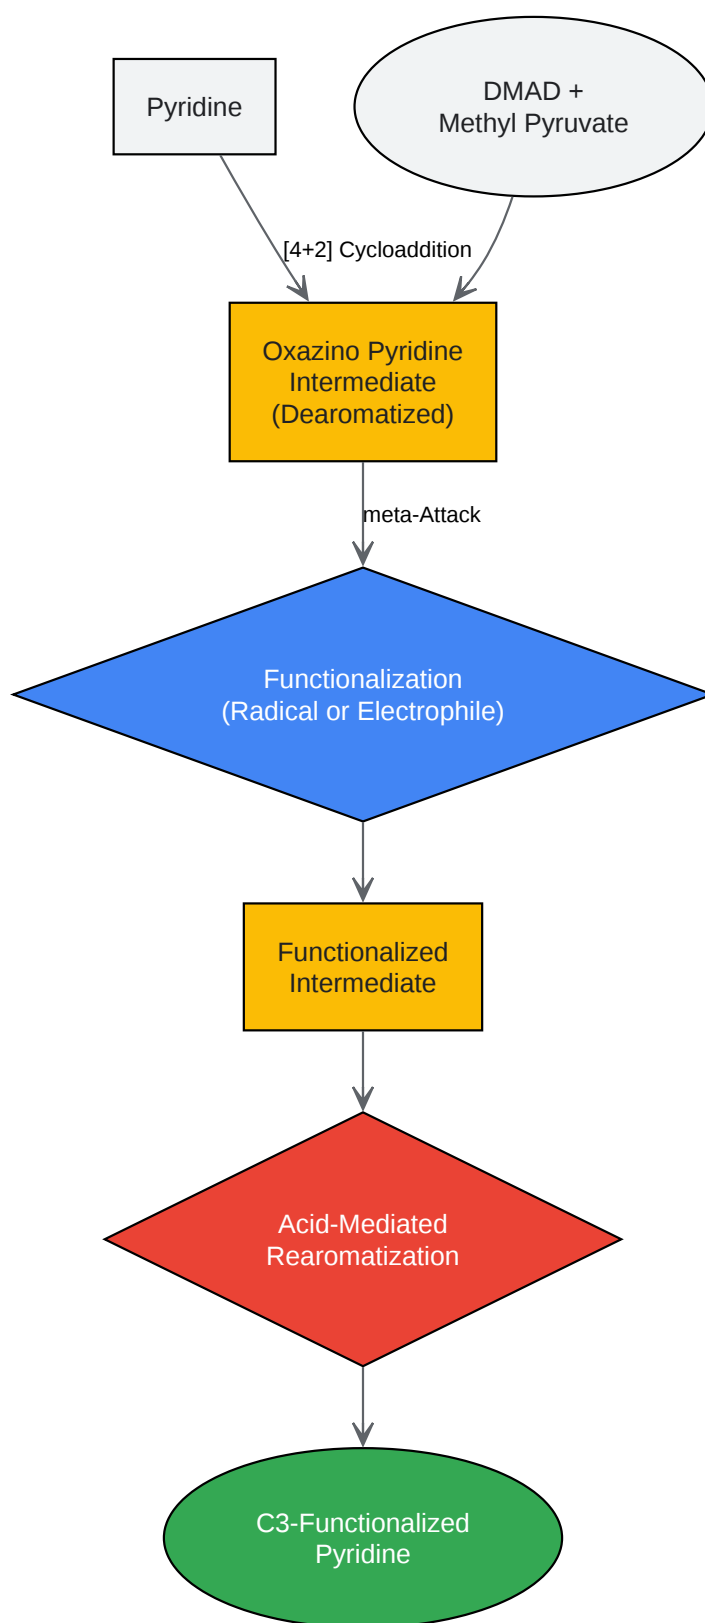 Pyridine
DMAD +
Methyl Pyruvate
[4+2] Cycloaddition
Oxazino Pyridine
Intermediate
(Dearomatized)
meta-Attack
Functionalization
(Radical or Electrophile)
Functionalized
Intermediate
Acid-Mediated
Rearomatization
C3-Functionalized
Pyridine